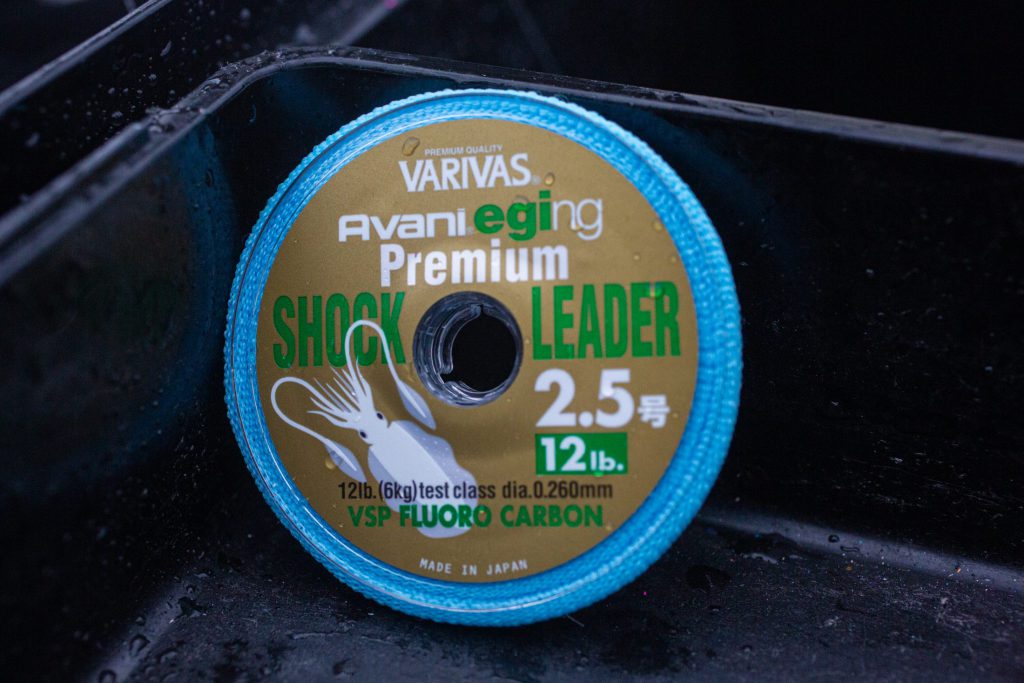 PREMIUM QUALITY
VARIVAS®
Avani eging
Premium
SHOCK LEADER
2.5号
12lb.
12lb.(6kg)test class dia.0.260mm
VSP FLUORO CARBON
MADE IN JAPAN